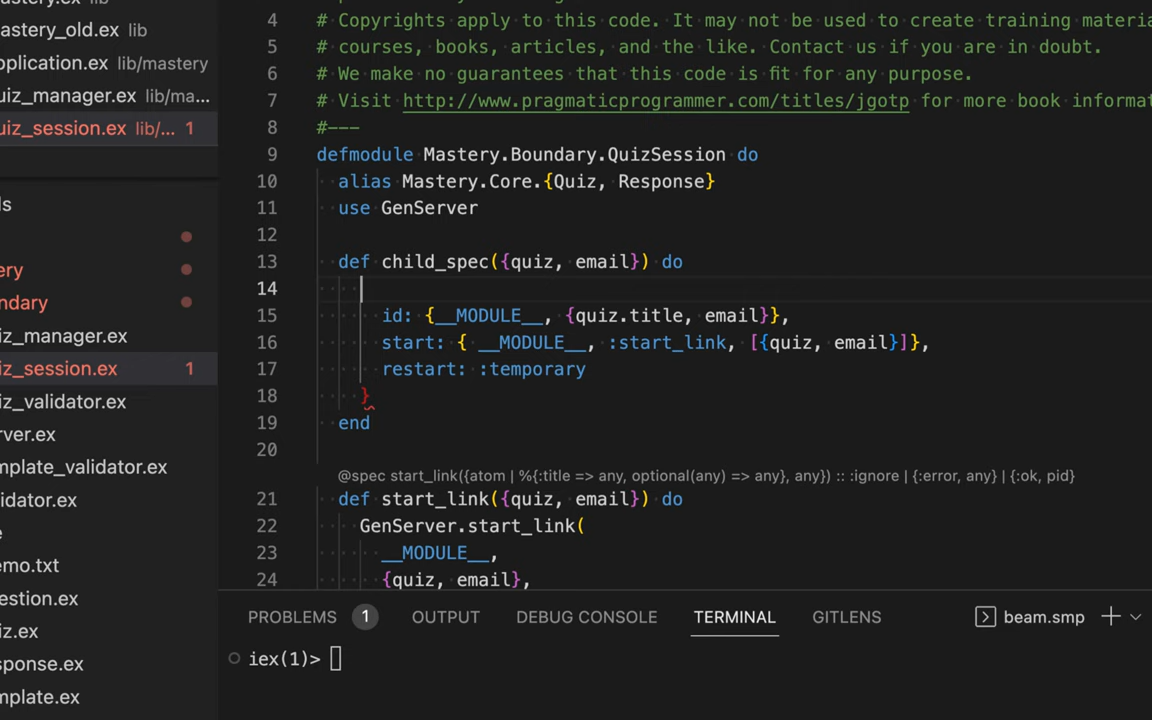 astery_old.ex lib
pplication.ex lib/mastery
uiz_manager.ex lib/ma...
uiz_session.ex lib/... 1
ls
ery
ndary
iz_manager.ex
iz_session.ex 1
iz_validator.ex
rver.ex
mplate_validator.ex
idator.ex
e
emo.txt
estion.ex
iz.ex
sponse.ex
mplate.ex
4 # Copyrights apply to this code. It may not be used to create training materia
5 # courses, books, articles, and the like. Contact us if you are in doubt.
6 # We make no guarantees that this code is fit for any purpose.
7 # Visit http://www.pragmaticprogrammer.com/titles/jgotp for more book informat
8 #---
9 defmodule Mastery.Boundary.QuizSession do
10 alias Mastery.Core.{Quiz, Response}
11 use GenServer
12
13 def child_spec({quiz, email}) do
14
15 id: {__MODULE__, {quiz.title, email}},
16 start: { __MODULE__, :start_link, [{quiz, email}]},
17 restart: :temporary
18 }
19 end
20
@spec start_link({atom | %{:title => any, optional(any) => any}, any}) :: :ignore | {:error, any} | {:ok, pid}
21 def start_link({quiz, email}) do
22 GenServer.start_link(
23 __MODULE__,
24 {quiz, email},
PROBLEMS 1 OUTPUT DEBUG CONSOLE TERMINAL GITLENS beam.smp
iex(1)>